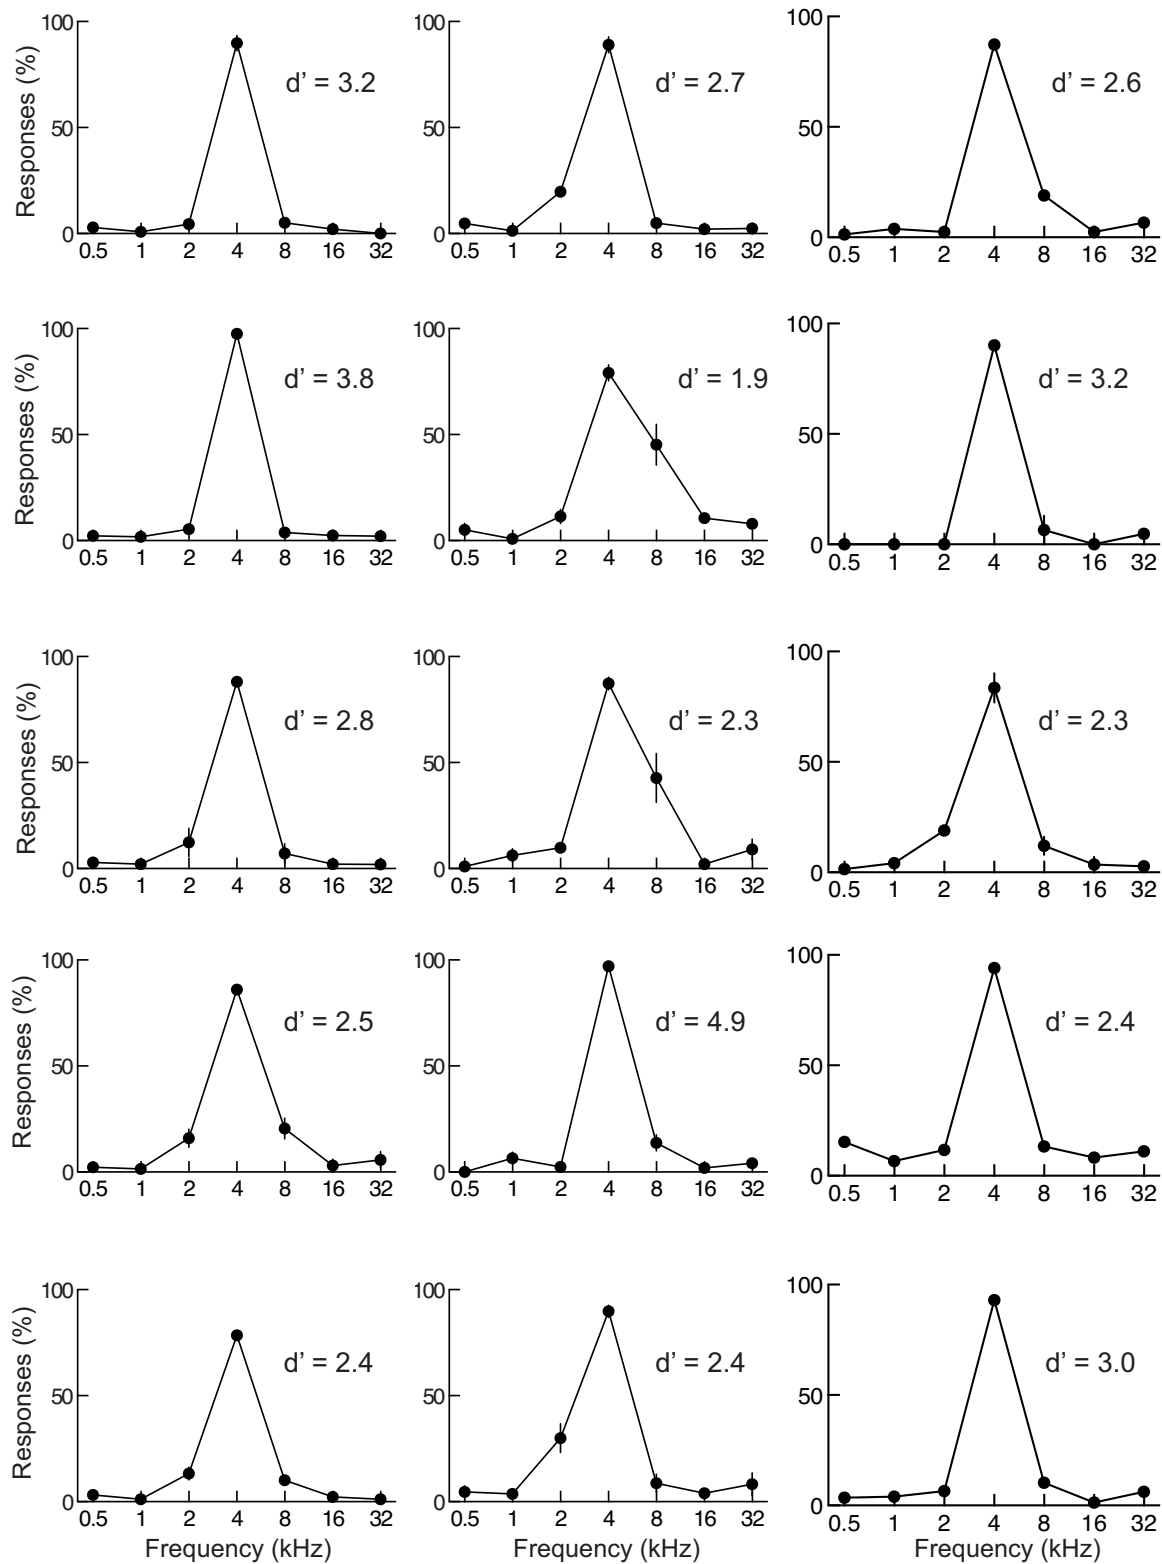 100 100 100
Responses (%) d’ = 3.2 d’ = 2.7 d’ = 2.6
50 50 50
0 0 0
0.5 1 2 4 8 16 32 0.5 1 2 4 8 16 32 0.5 1 2 4 8 16 32
100 100 100
Responses (%) d’ = 3.8 d’ = 1.9 d’ = 3.2
50 50 50
0 0 0
0.5 1 2 4 8 16 32 0.5 1 2 4 8 16 32 0.5 1 2 4 8 16 32
100 100 100
Responses (%) d’ = 2.8 d’ = 2.3 d’ = 2.3
50 50 50
0 0 0
0.5 1 2 4 8 16 32 0.5 1 2 4 8 16 32 0.5 1 2 4 8 16 32
100 100 100
Responses (%) d’ = 2.5 d’ = 4.9 d’ = 2.4
50 50 50
0 0 0
0.5 1 2 4 8 16 32 0.5 1 2 4 8 16 32 0.5 1 2 4 8 16 32
100 100 100
Responses (%) d’ = 2.4 d’ = 2.4 d’ = 3.0
50 50 50
0 0 0
0.5 1 2 4 8 16 32 0.5 1 2 4 8 16 32 0.5 1 2 4 8 16 32
Frequency (kHz) Frequency (kHz) Frequency (kHz)